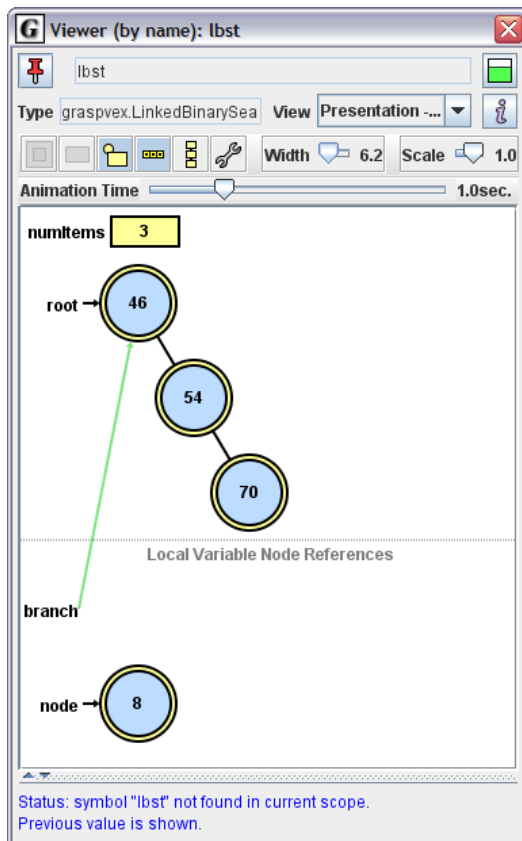 G Viewer (by name): lbst
lbst
Type graspvex.LinkedBinarySea View Presentation -... i
Width 6.2 Scale 1.0
Animation Time 1.0sec.
numItems 3
root 46
54
70
Local Variable Node References
branch
node 8
Status: symbol "lbst" not found in current scope.
Previous value is shown.